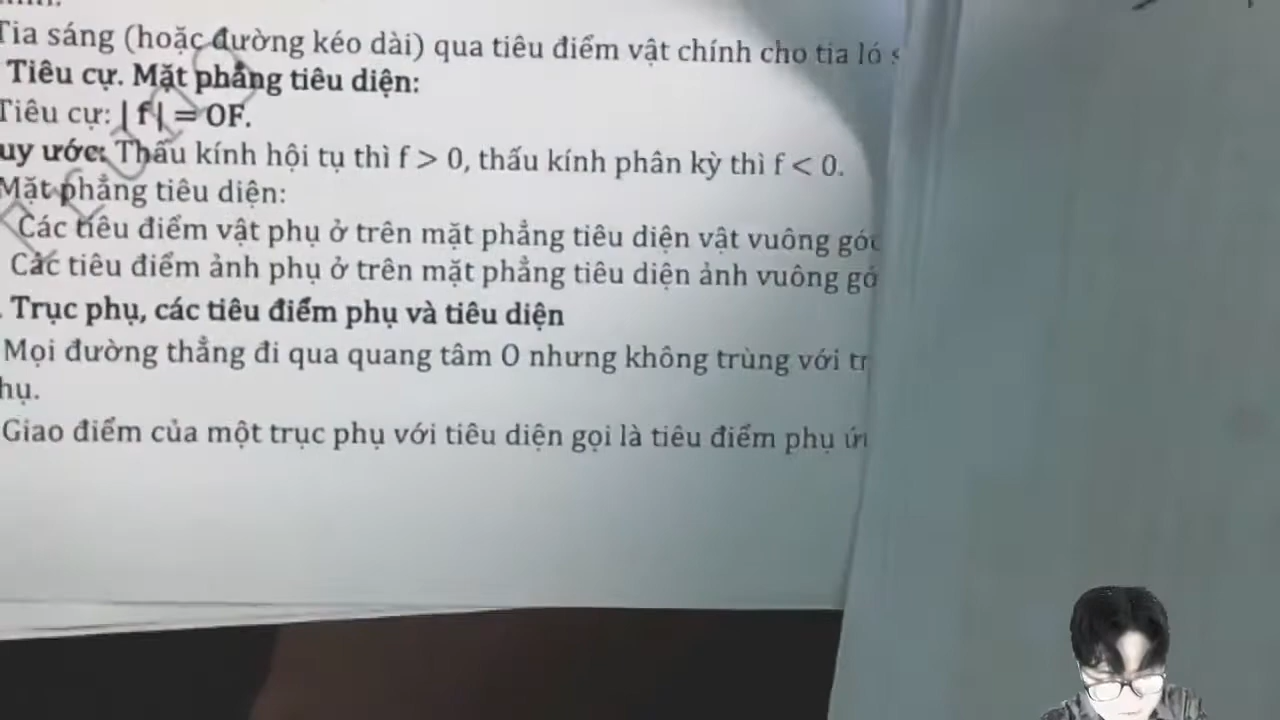 Tia sáng (hoặc đường kéo dài) qua tiêu điểm vật chính cho tia ló
Tiêu cự. Mặt phẳng tiêu diện:
Tiêu cự: | f | = OF.
uy ước: Thấu kính hội tụ thì f > 0, thấu kính phân kỳ thì f < 0.
Mặt phẳng tiêu diện:
Các tiêu điểm vật phụ ở trên mặt phẳng tiêu diện vật vuông góc
Các tiêu điểm ảnh phụ ở trên mặt phẳng tiêu diện ảnh vuông gó
Trục phụ, các tiêu điểm phụ và tiêu diện
Mọi đường thẳng đi qua quang tâm O nhưng không trùng với tr
hụ.
Giao điểm của một trục phụ với tiêu diện gọi là tiêu điểm phụ ứ